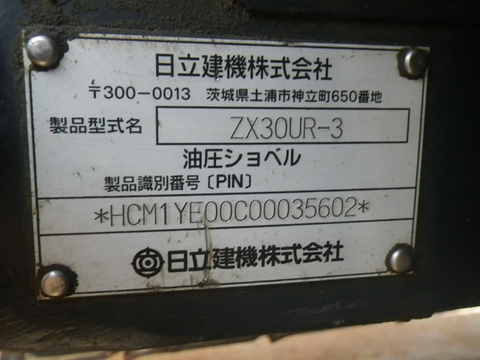 日立建機株式会社
〒300-0013 茨城県土浦市神立町650番地
製品型式名 ZX30UR-3
油圧ショベル
製品識別番号〔PIN〕
*HCM1YE00C00035602*
日立建機株式会社